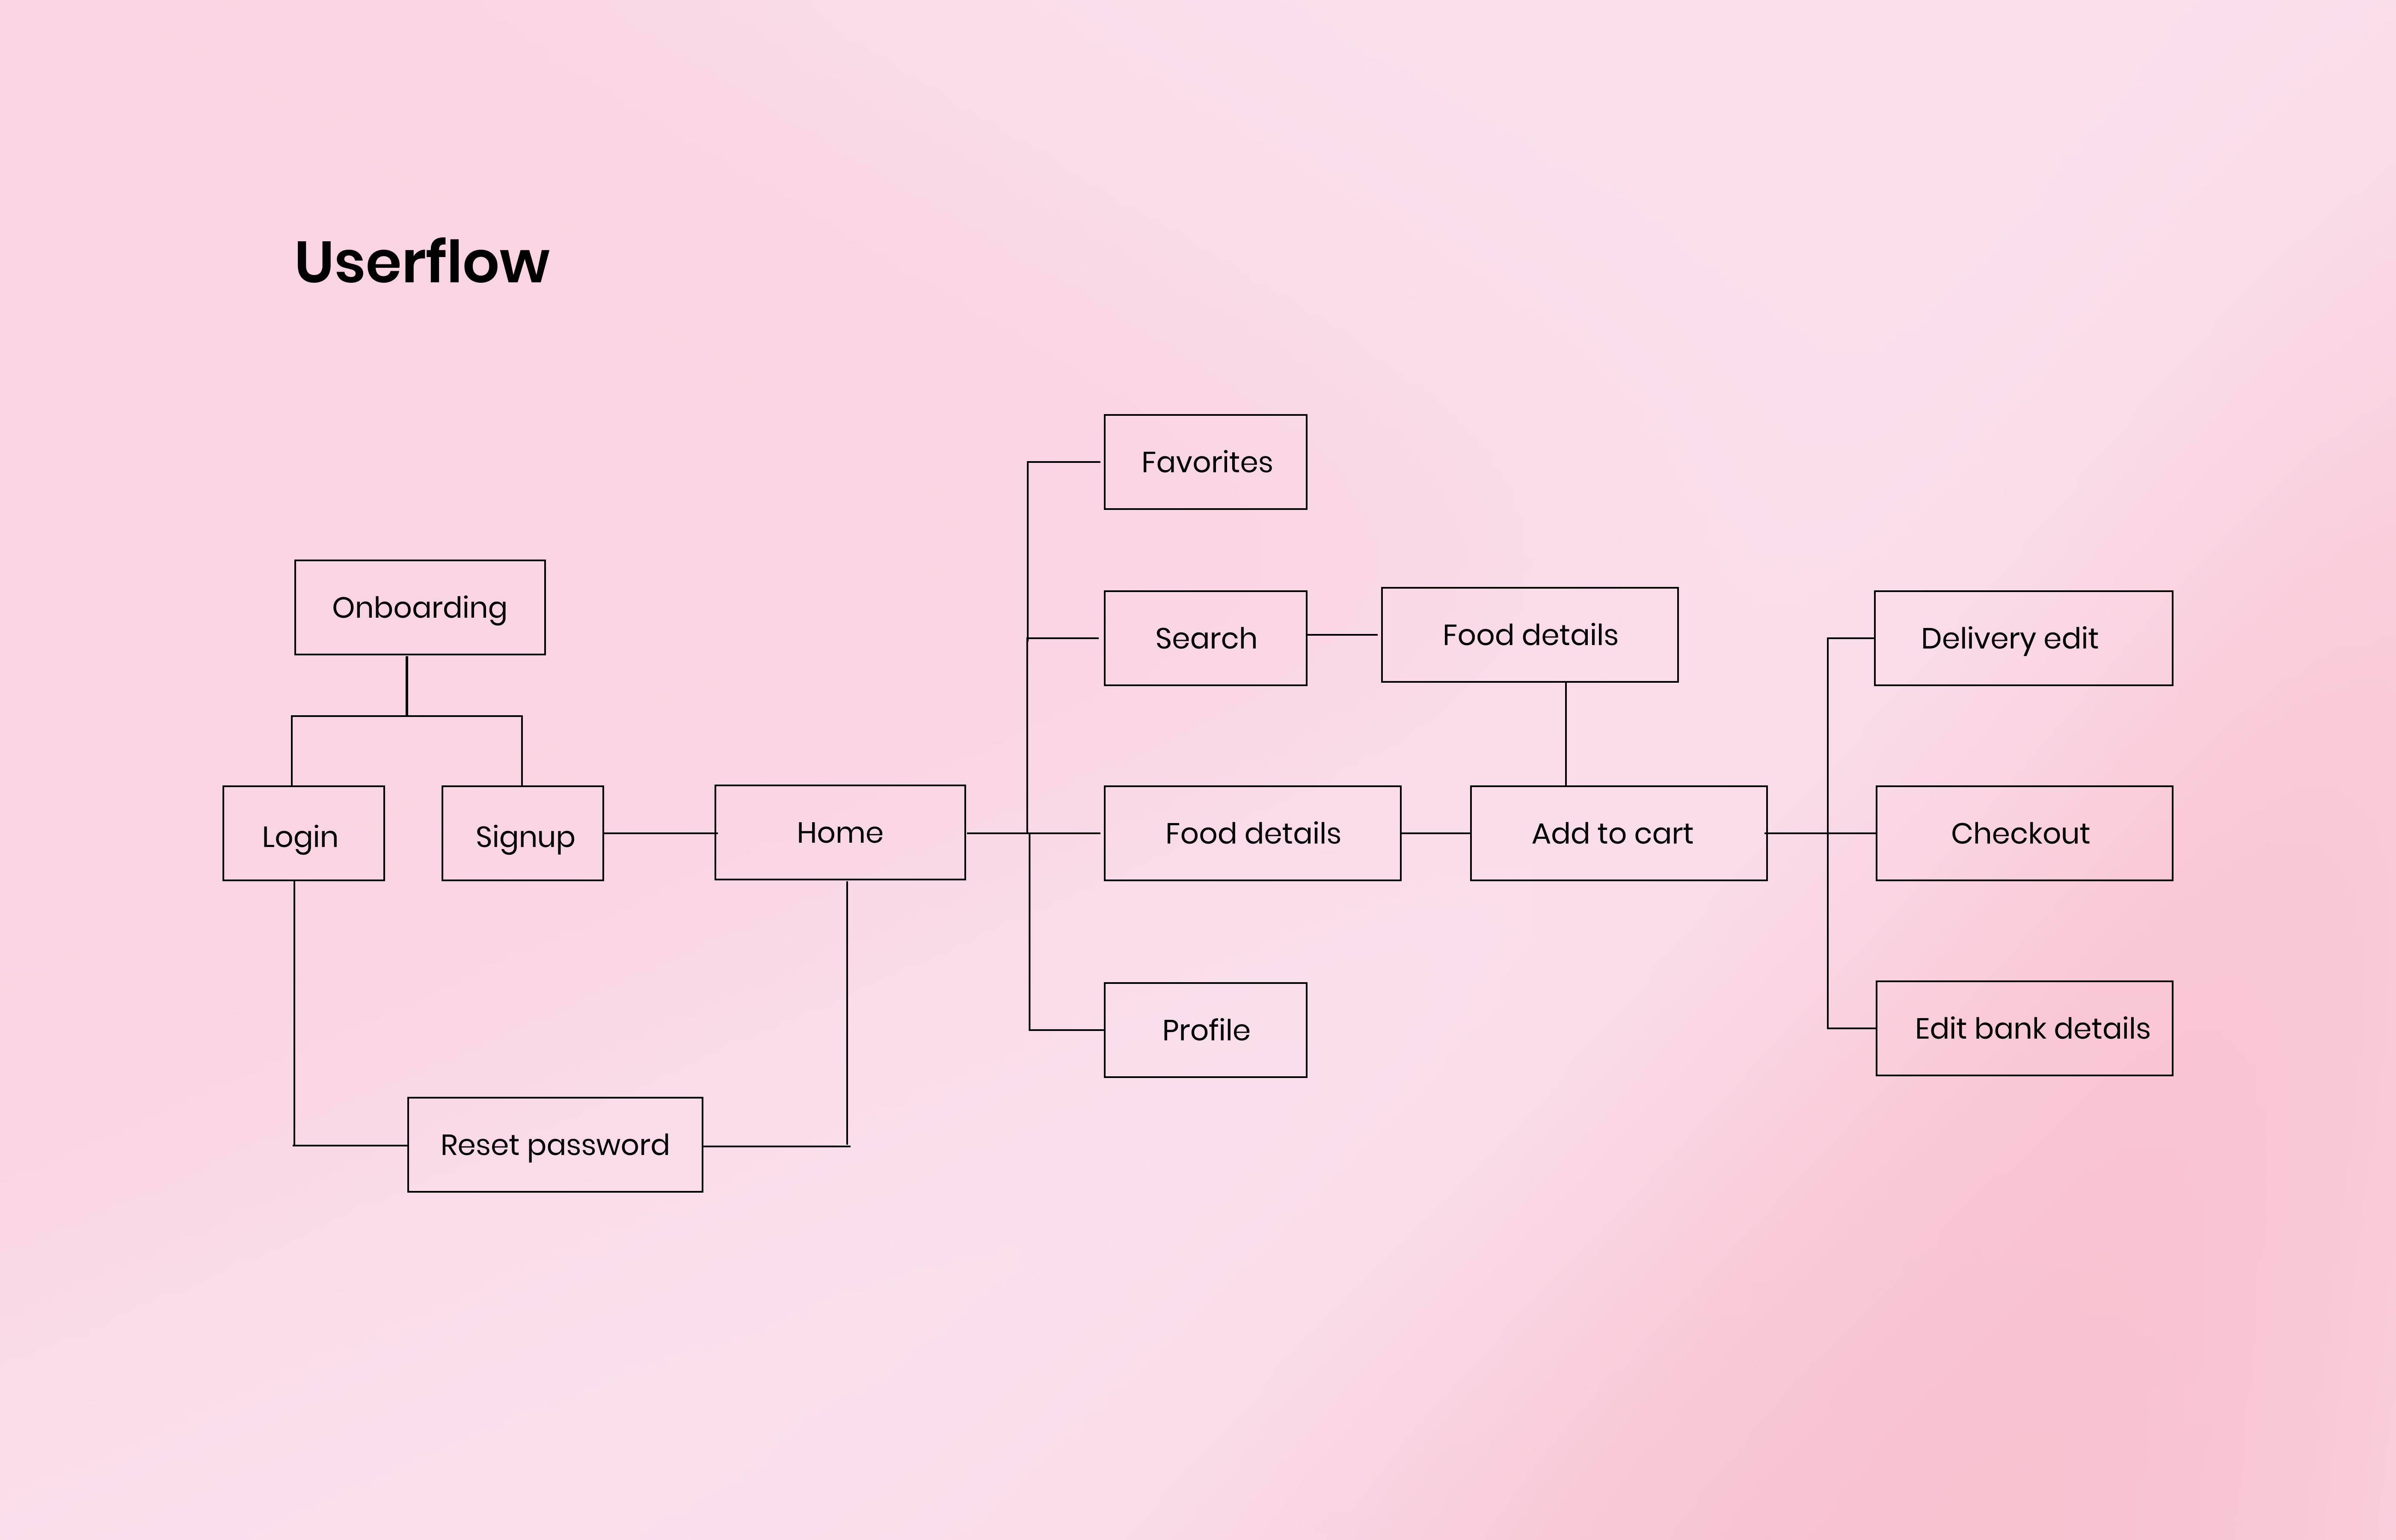 Userflow
Onboarding
Login
Signup
Reset password
Home
Favorites
Search
Food details
Food details
Add to cart
Profile
Delivery edit
Checkout
Edit bank details